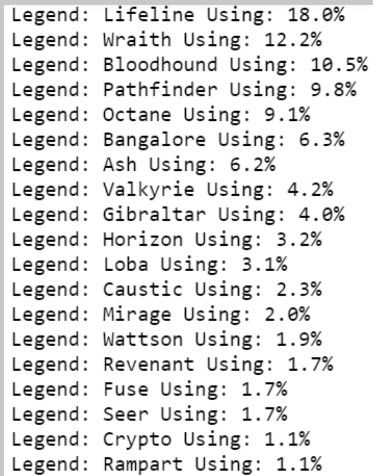 Legend: Lifeline Using: 18.0%
Legend: Wraith Using: 12.2%
Legend: Bloodhound Using: 10.5%
Legend: Pathfinder Using: 9.8%
Legend: Octane Using: 9.1%
Legend: Bangalore Using: 6.3%
Legend: Ash Using: 6.2%
Legend: Valkyrie Using: 4.2%
Legend: Gibraltar Using: 4.0%
Legend: Horizon Using: 3.2%
Legend: Loba Using: 3.1%
Legend: Caustic Using: 2.3%
Legend: Mirage Using: 2.0%
Legend: Wattson Using: 1.9%
Legend: Revenant Using: 1.7%
Legend: Fuse Using: 1.7%
Legend: Seer Using: 1.7%
Legend: Crypto Using: 1.1%
Legend: Rampart Using: 1.1%